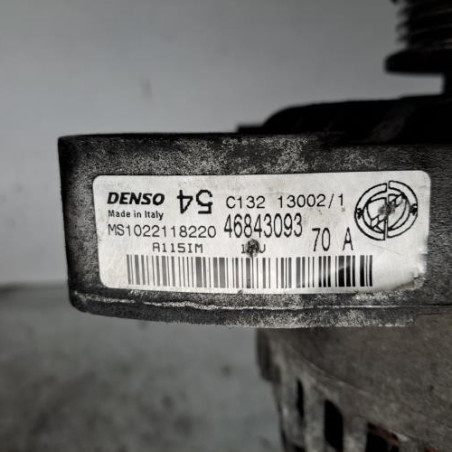 DENSO 54 C132 13002/1
Made in Italy
MS1022118220 46843093 70 A
A115IM